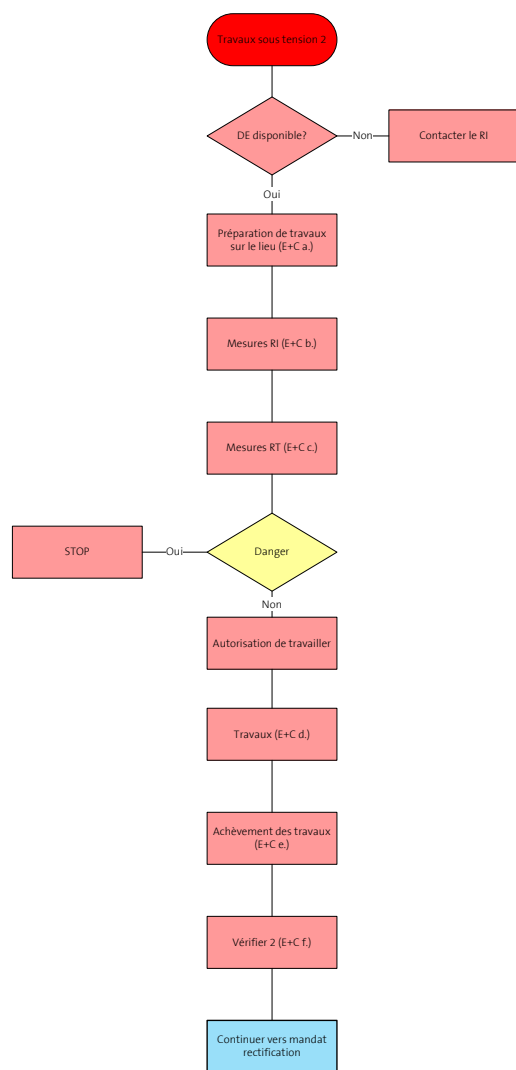 Travaux sous tension 2
DE disponible?
Non
Contacter le RI
Oui
Préparation de travaux
sur le lieu (E+C a.)
Mesures RI (E+C b.)
Mesures RT (E+C c.)
STOP
Oui
Danger
Non
Autorisation de travailler
Travaux (E+C d.)
Achèvement des travaux
(E+C e.)
Vérifier 2 (E+C f.)
Continuer vers mandat
rectification